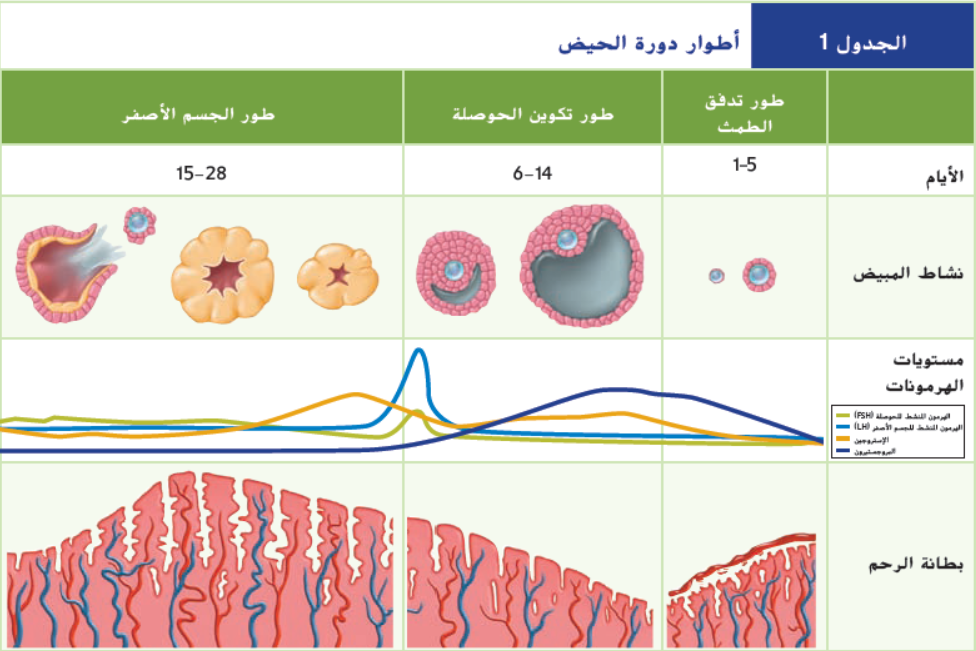 الجدول 1
أطوار دورة الحيض
طور تدفق
الطمث
طور تكوين الحوصلة
طور الجسم الأصفر
الأيام
1-5
6-14
15-28
نشاط المبيض
مستويات
الهرمونات
الهرمون المنشط للحوصلة (FSH)
الهرمون المنشط للجسم الأصفر (LH)
الإستروجين
البروجسترون
بطانة الرحم